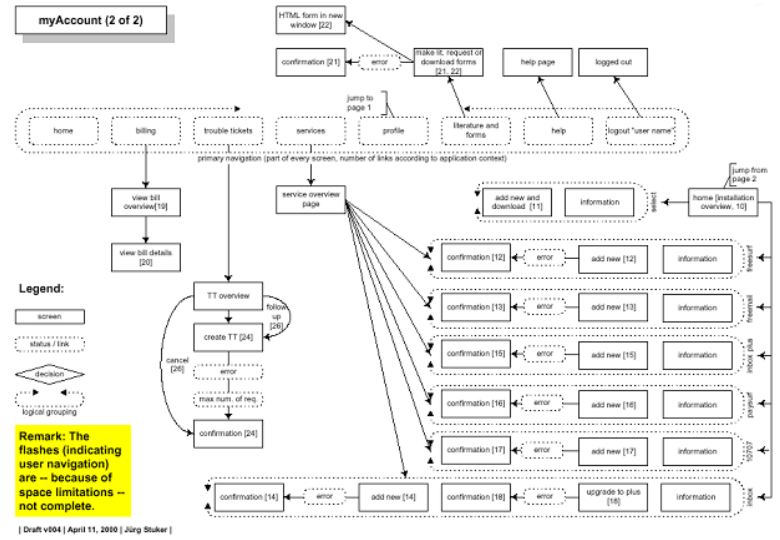 myAccount (2 of 2)
HTML form in new
window [22]
confirmation [21]
error
make lit. request or
download forms
[21, 22]
help page
logged out
jump to
page 1
home
billing
trouble tickets
services
profile
literature and
forms
help
logout "user name"
primary navigation (part of every screen, number of links according to application context)
jump from
page 2
view bill
overview[19]
service overview
page
add new and
download [11]
information
select
home [installation
overview, 10]
view bill details
[20]
confirmation [12]
error
add new [12]
information
freesurf
Legend:
screen
status / link
decision
logical grouping
TT overview
follow
up
[26]
create TT [24]
cancel
[26]
error
max num. of req.
confirmation [24]
confirmation [13]
error
add new [13]
information
freemail
confirmation [15]
error
add new [15]
information
inbox plus
confirmation [16]
error
add new [16]
information
paysurf
confirmation [17]
error
add new [17]
information
10707
Remark: The
flashes (indicating
user navigation)
are -- because of
space limitations --
not complete.
confirmation [14]
error
add new [14]
confirmation [18]
error
upgrade to plus
[18]
information
inbox
| Draft v004 | April 11, 2000 | Jürg Stuker |